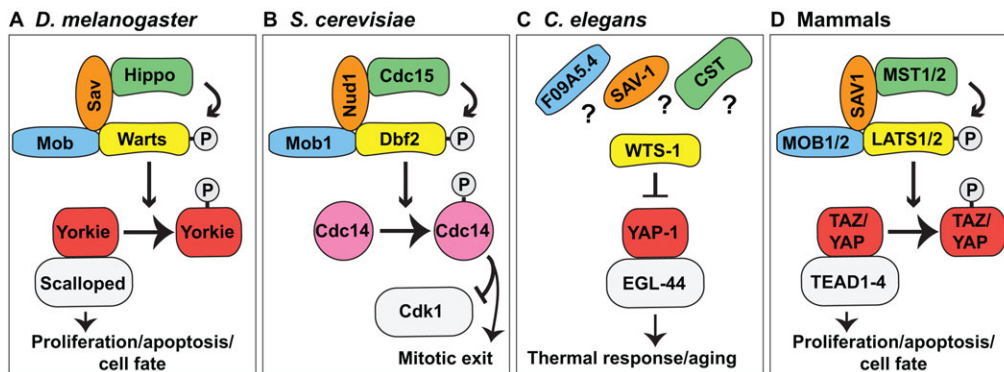 A D. melanogaster
Hippo
Sav
Mob
Warts
P
P
Yorkie
Yorkie
Scalloped
Proliferation/apoptosis/
cell fate
B S. cerevisiae
Cdc15
Nud1
Mob1
Dbf2
P
P
Cdc14
Cdc14
Cdk1
Mitotic exit
C C. elegans
F09A5.4
?
SAV-1
?
CST
?
WTS-1
YAP-1
EGL-44
Thermal response/aging
D Mammals
MST1/2
SAV1
MOB1/2
LATS1/2
P
P
TAZ/
YAP
TAZ/
YAP
TEAD1-4
Proliferation/apoptosis/
cell fate